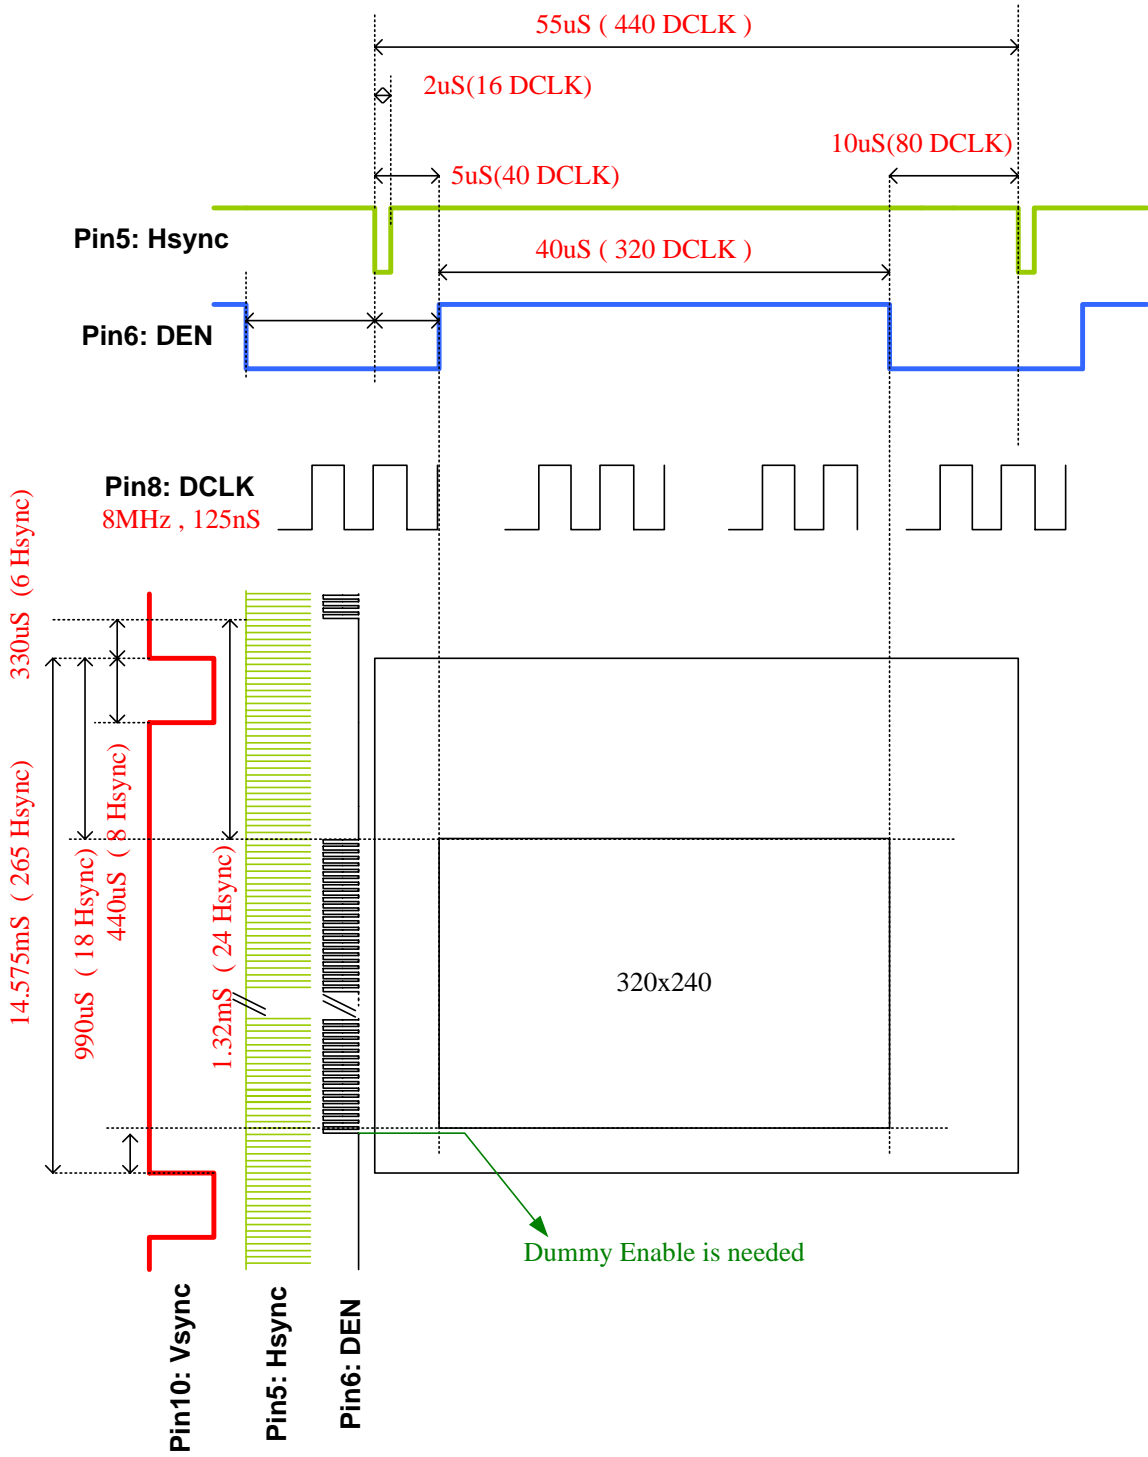 55uS ( 440 DCLK )
2uS(16 DCLK)
10uS(80 DCLK)
5uS(40 DCLK)
Pin5: Hsync
40uS ( 320 DCLK )
Pin6: DEN
Pin8: DCLK
8MHz , 125nS
330uS (6 Hsync)
14.575mS ( 265 Hsync)
990uS ( 18 Hsync)
440uS ( 8 Hsync)
1.32mS ( 24 Hsync)
320x240
Dummy Enable is needed
Pin10: Vsync
Pin5: Hsync
Pin6: DEN